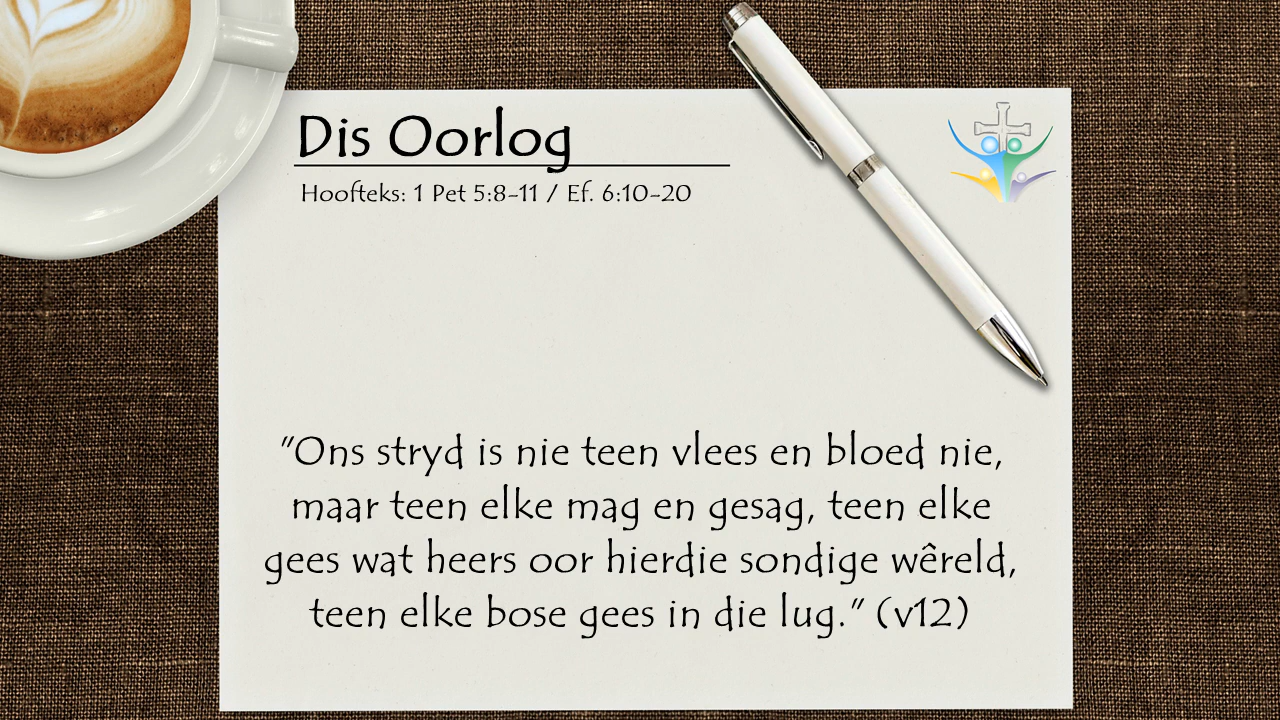 Dis Oorlog
Hoofteks: 1 Pet 5:8-11 / Ef. 6:10-20
"Ons stryd is nie teen vlees en bloed nie,
maar teen elke mag en gesag, teen elke
gees wat heers oor hierdie sondige wêreld,
teen elke bose gees in die lug." (v12)